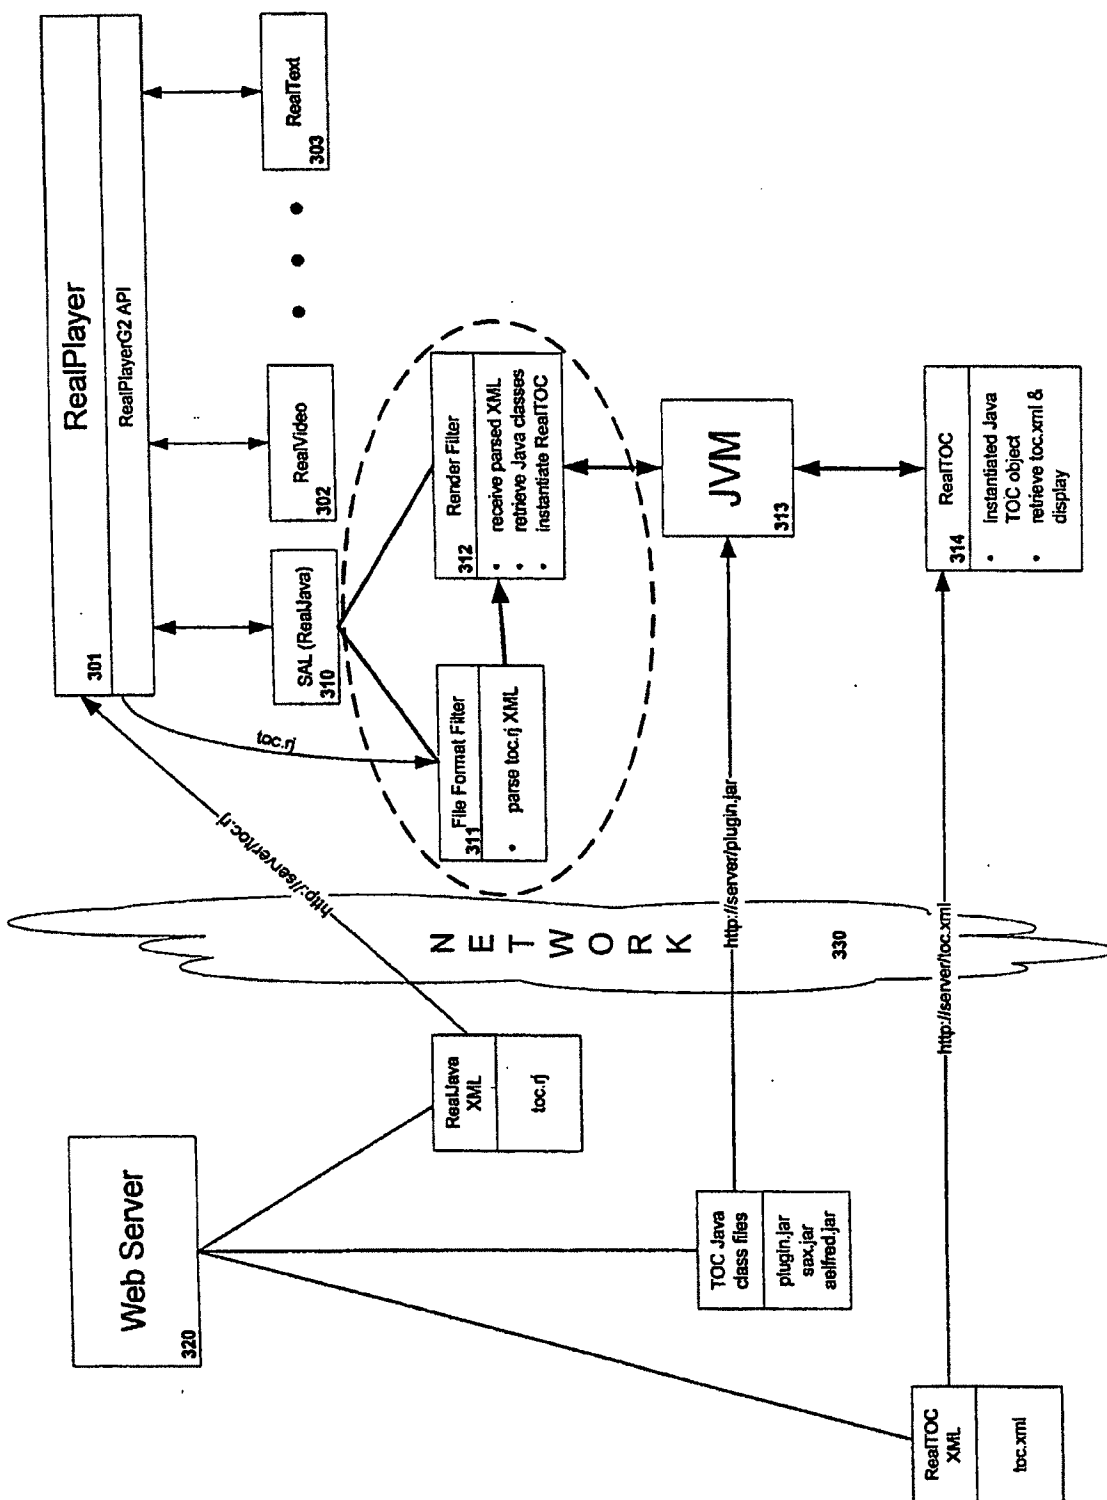 Web Server
320
RealJava
XML
toc.rj
TOC Java
class files
plugin.jar
sax.jar
aelfred.jar
RealTOC
XML
toc.xml
NETWORK
330
http://server/toc.rj
http://server/plugin.jar
http://server/toc.xml
RealPlayer
301
RealPlayerG2 API
toc.rj
SAL (RealJava)
310
RealVideo
302
• • •
RealText
303
File Format Filter
311
• parse toc.rj XML
Render Filter
312
• receive parsed XML
• retrieve Java classes
• instantiate RealTOC
JVM
313
RealTOC
314
• Instantiated Java
TOC object
• retrieve toc.xml &
display